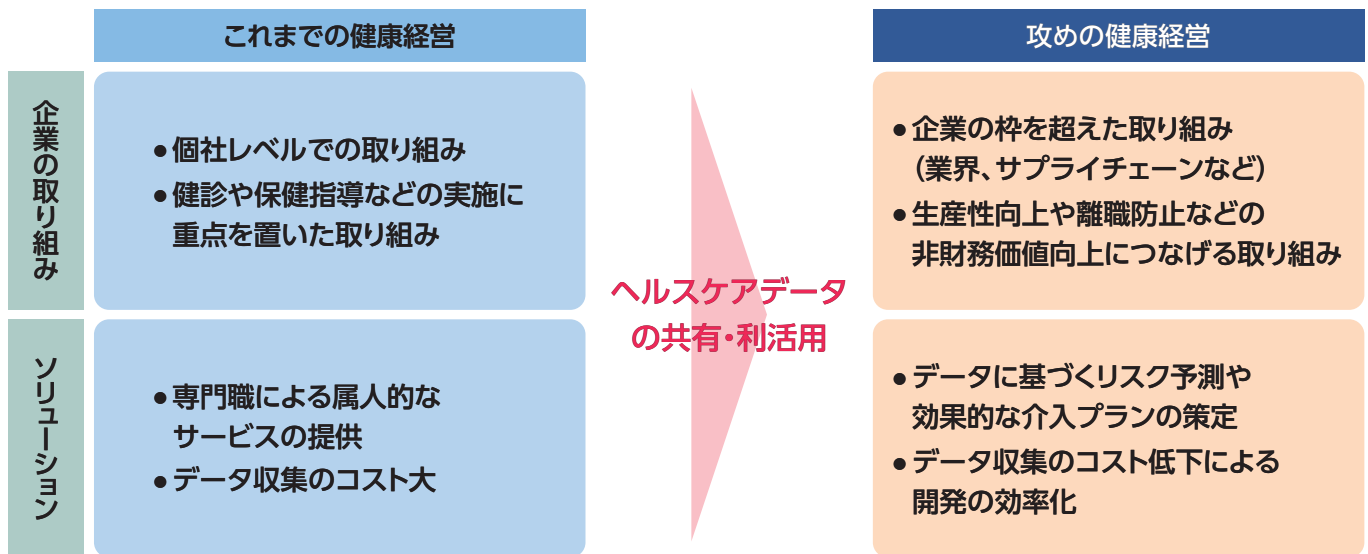 これまでの健康経営
攻めの健康経営
企業の取り組み
●個社レベルでの取り組み
●健診や保健指導などの実施に
重点を置いた取り組み
ヘルスケアデータ
の共有・利活用
●企業の枠を超えた取り組み
（業界、サプライチェーンなど）
●生産性向上や離職防止などの
非財務価値向上につなげる取り組み
ソリューション
●専門職による属人的な
サービスの提供
●データ収集のコスト大
●データに基づくリスク予測や
効果的な介入プランの策定
●データ収集のコスト低下による
開発の効率化